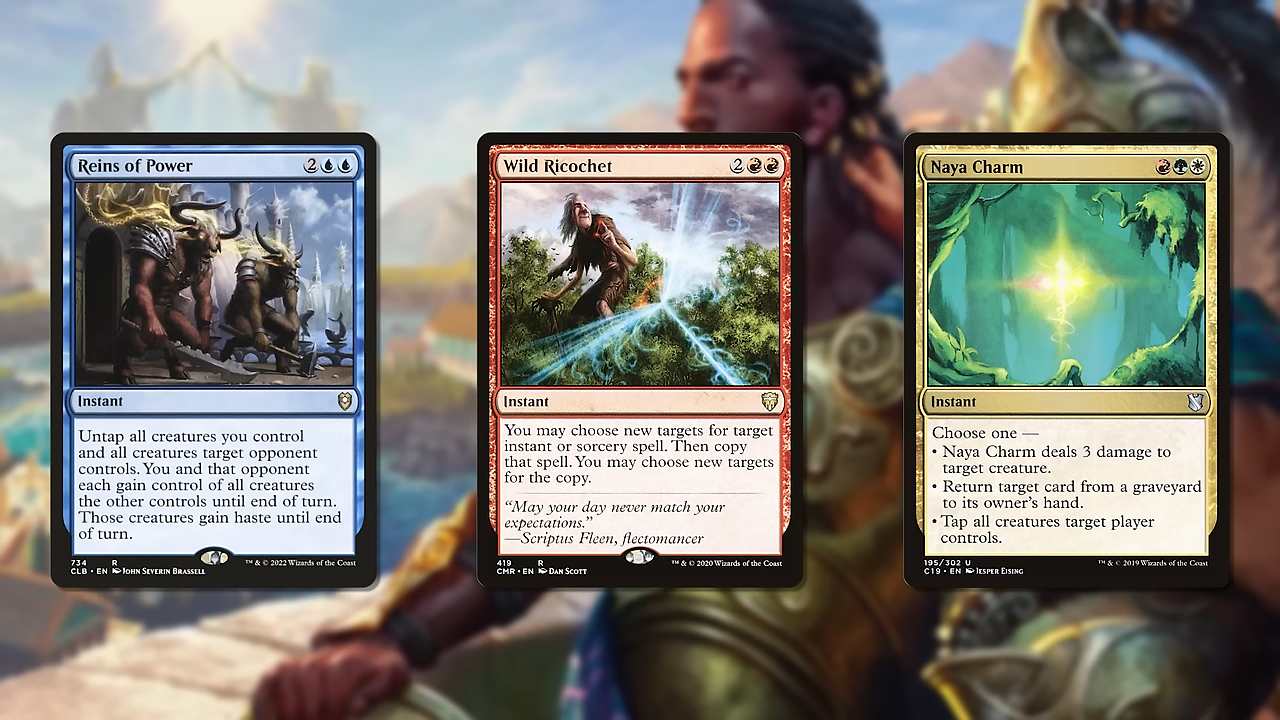 Reins of Power 2
Instant
Untap all creatures you control
and all creatures target opponent
controls. You and that opponent
each gain control of all creatures
the other controls until end of turn.
Those creatures gain haste until end
of turn.
734 R
CLB • EN JOHN SEVERIN BRASSELL
™ & © 2022 Wizards of the Coast
Wild Ricochet 2
Instant
You may choose new targets for target
instant or sorcery spell. Then copy
that spell. You may choose new targets
for the copy.
“May your day never match your
expectations.”
—Scriptus Fleen, flectomancer
419 R
CMR • EN DAN SCOTT
™ & © 2020 Wizards of the Coast
Naya Charm
Instant
Choose one —
• Naya Charm deals 3 damage to
target creature.
• Return target card from a graveyard
to its owner’s hand.
• Tap all creatures target player
controls.
195/302 U
C19 • EN JESPER EJSING
™ & © 2019 Wizards of the Coast